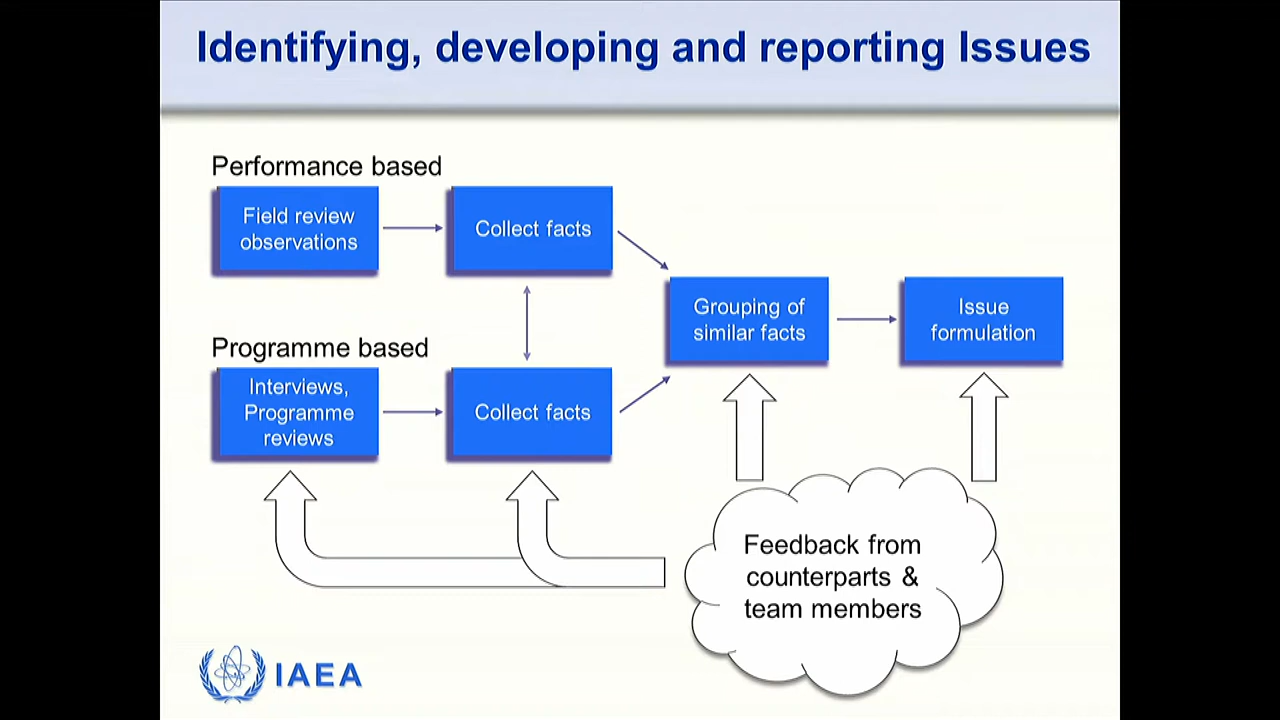 Identifying, developing and reporting Issues
Performance based
Field review
observations
Collect facts
Grouping of
similar facts
Issue
formulation
Programme based
Interviews,
Programme
reviews
Collect facts
Feedback from
counterparts &
team members
IAEA